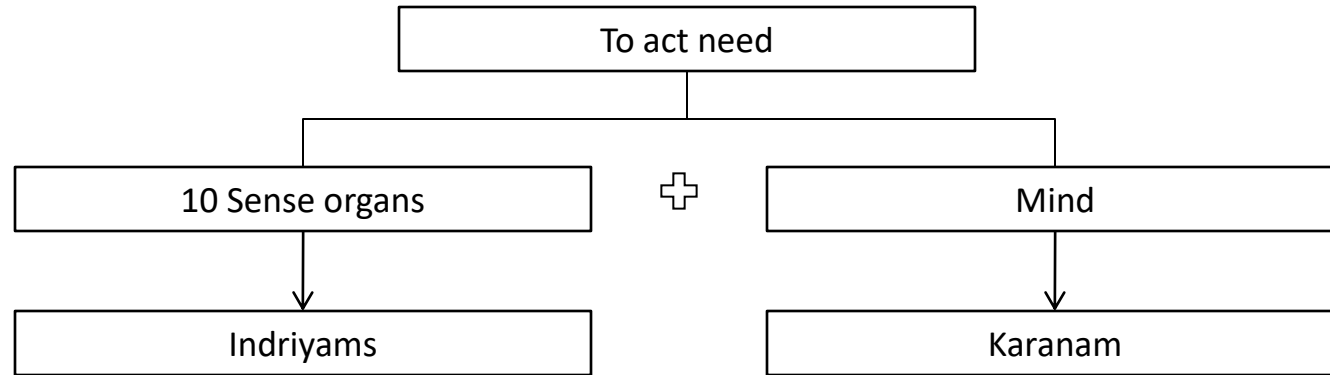 To act need
10 Sense organs
Mind
Indriyams
Karanam